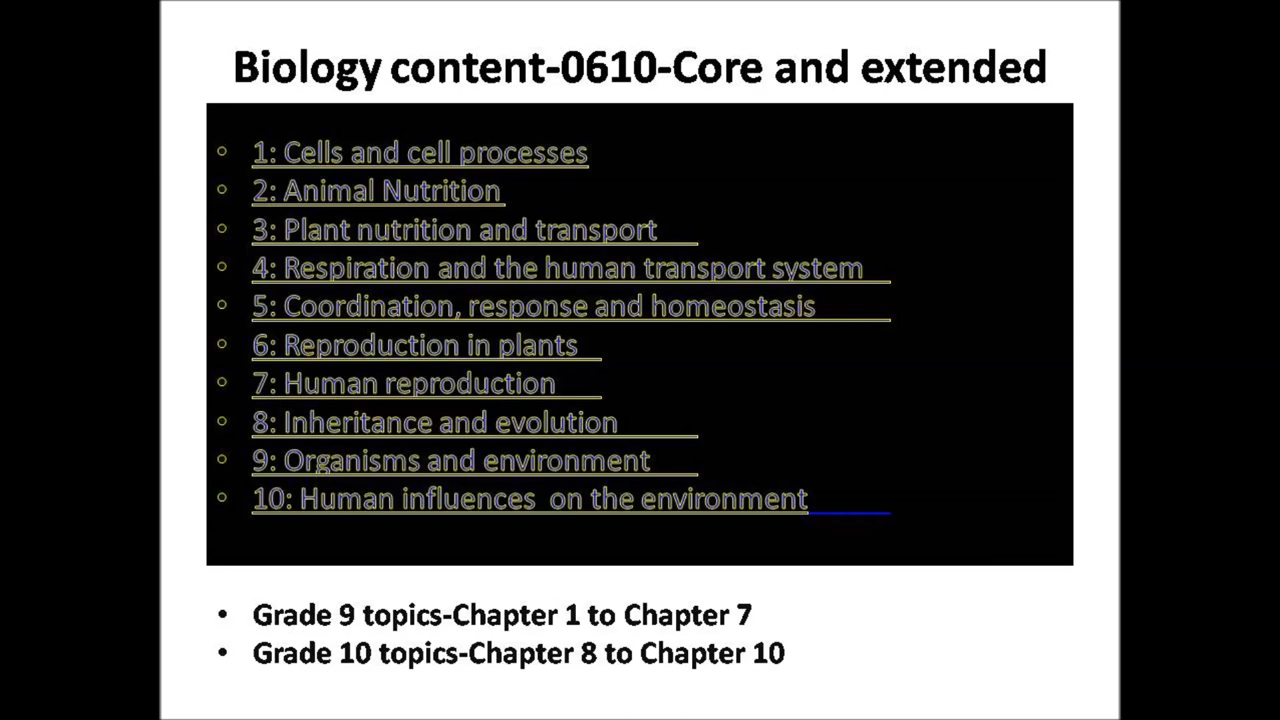 Biology content-0610-Core and extended
1: Cells and cell processes
2: Animal Nutrition
3: Plant nutrition and transport
4: Respiration and the human transport system
5: Coordination, response and homeostasis
6: Reproduction in plants
7: Human reproduction
8: Inheritance and evolution
9: Organisms and environment
10: Human influences  on the environment
• Grade 9 topics-Chapter 1 to Chapter 7
• Grade 10 topics-Chapter 8 to Chapter 10